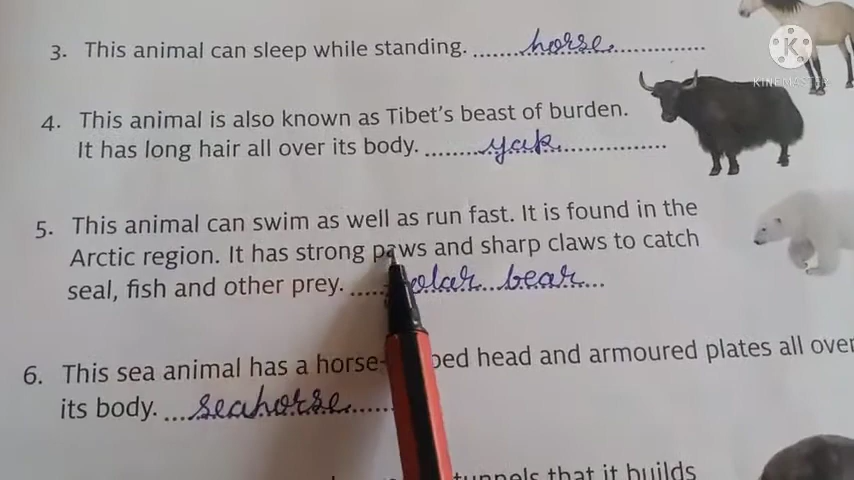 3. This animal can sleep while standing. ......horse..............
KINEMASTER
4. This animal is also known as Tibet's beast of burden.
It has long hair all over its body. ........yak................
5. This animal can swim as well as run fast. It is found in the
Arctic region. It has strong paws and sharp claws to catch
seal, fish and other prey. ..... bear...
6. This sea animal has a head and armoured plates all over
its body. ...seahorse......
that it builds